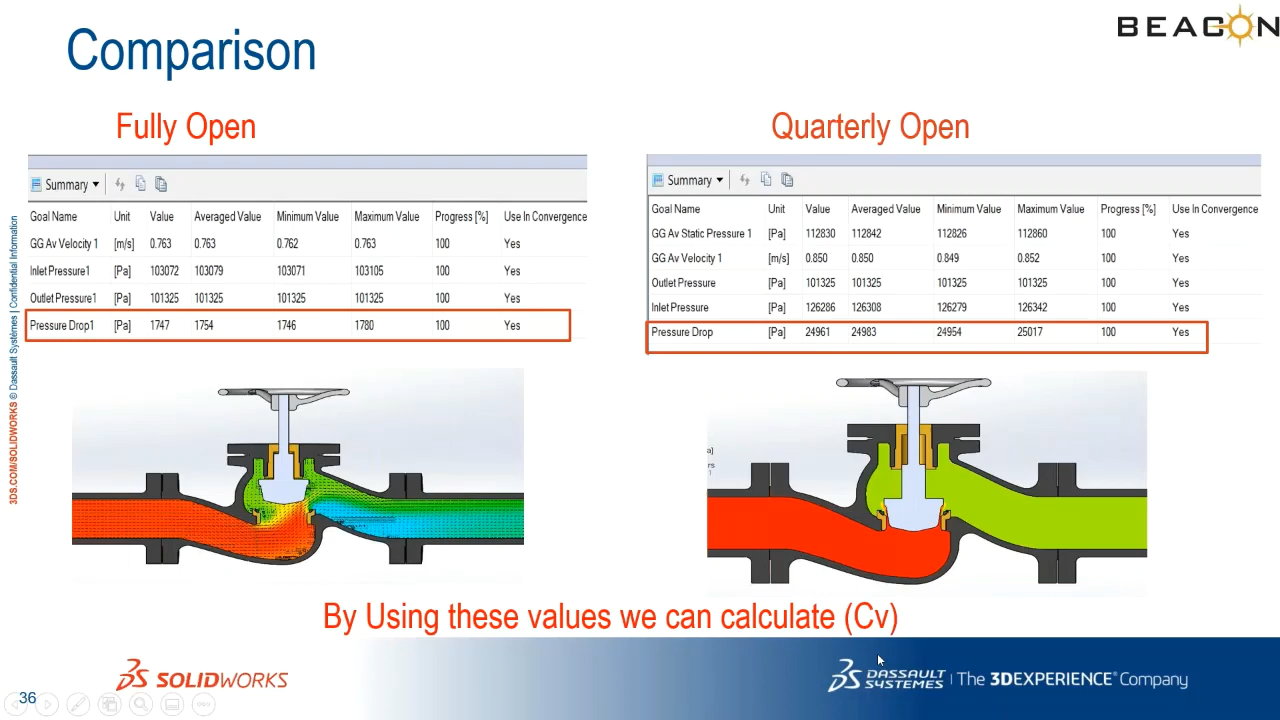 BEACON
Comparison
Fully Open
Summary
Goal Name Unit Value Averaged Value Minimum Value Maximum Value Progress [%] Use In Convergence
GG Av Velocity 1 [m/s] 0.763 0.763 0.762 0.763 100 Yes
Inlet Pressure1 [Pa] 103072 103079 103071 103105 100 Yes
Outlet Pressure1 [Pa] 101325 101325 101325 101325 100 Yes
Pressure Drop1 [Pa] 1747 1754 1746 1780 100 Yes
Quarterly Open
Summary
Goal Name Unit Value Averaged Value Minimum Value Maximum Value Progress [%] Use In Convergence
GG Av Static Pressure 1 [Pa] 112830 112842 112826 112860 100 Yes
GG Av Velocity 1 [m/s] 0.850 0.850 0.849 0.852 100 Yes
Outlet Pressure [Pa] 101325 101325 101325 101325 100 Yes
Inlet Pressure [Pa] 126286 126308 126279 126342 100 Yes
Pressure Drop [Pa] 24961 24983 24954 25017 100 Yes
3DS.COM/SOLIDWORKS © Dassault Systèmes | Confidential Information
a]
rs
By Using these values we can calculate (Cv)
SOLIDWORKS
DASSAULT SYSTEMES | The 3DEXPERIENCE® Company
36